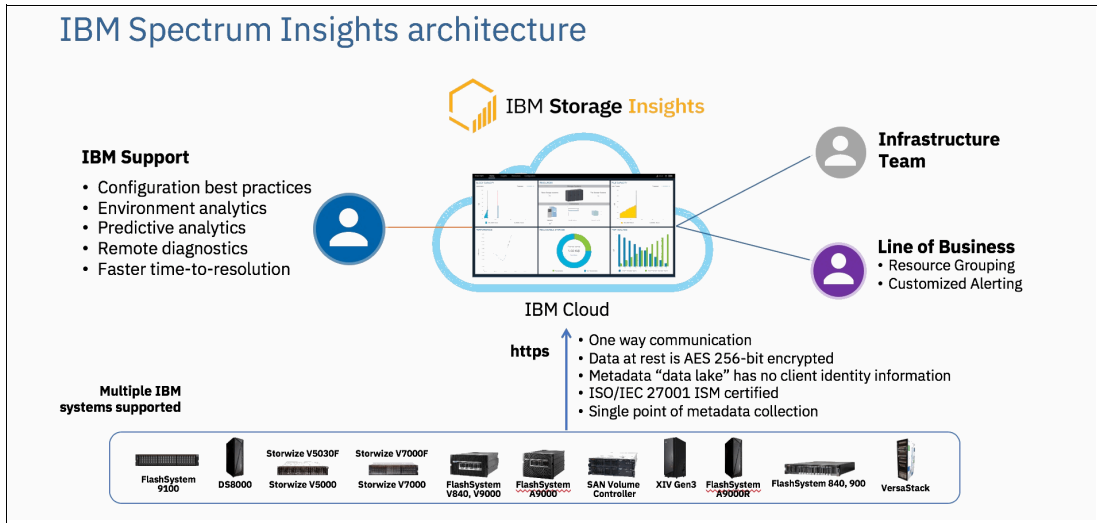 IBM Spectrum Insights architecture
IBM Storage Insights
IBM Support
• Configuration best practices
• Environment analytics
• Predictive analytics
• Remote diagnostics
• Faster time-to-resolution
Infrastructure
Team
Line of Business
• Resource Grouping
• Customized Alerting
IBM Cloud
https
• One way communication
• Data at rest is AES 256-bit encrypted
• Metadata “data lake” has no client identity information
• ISO/IEC 27001 ISM certified
• Single point of metadata collection
Multiple IBM
systems supported
FlashSystem
9100
DS8000
Storwize V5030F
Storwize V5000
Storwize V7000F
Storwize V7000
FlashSystem
V840, V9000
FlashSystem
A9000
SAN Volume
Controller
XIV Gen3
FlashSystem
A9000R
FlashSystem 840, 900
VersaStack